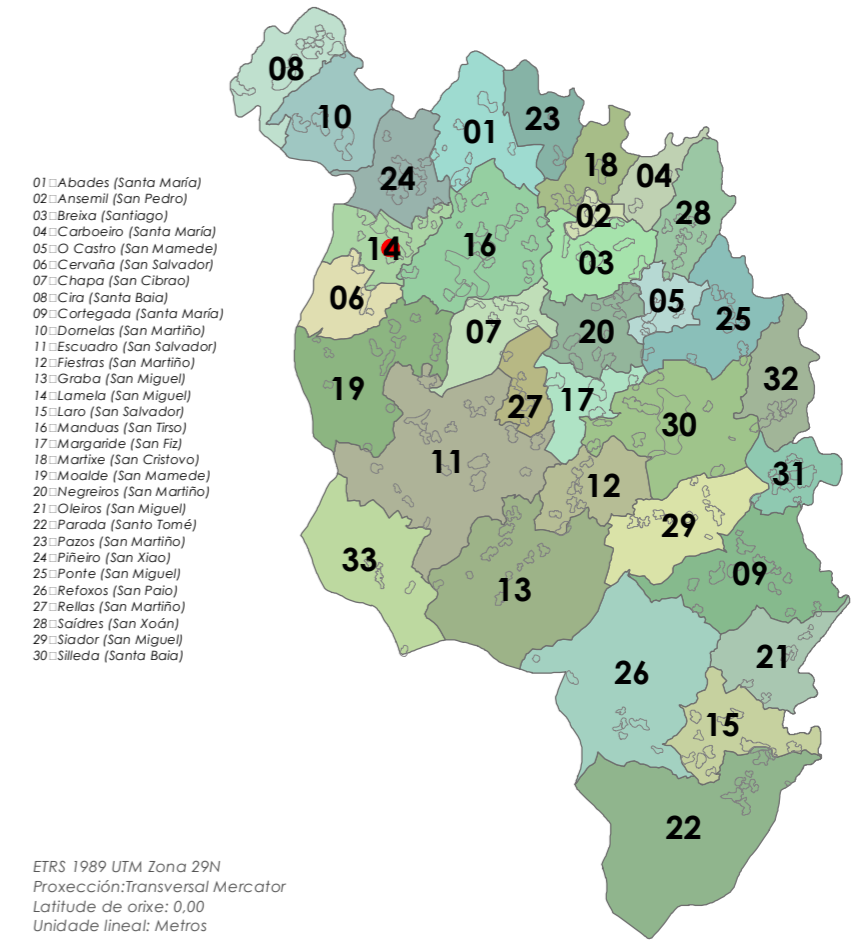 08
10
01
23
18
04
24
28
02
14
16
03
06
05
25
07
20
32
19
27
17
30
11
31
12
29
33
13
09
26
21
15
22
01□Abades (Santa María)
02□Ansemil (San Pedro)
03□Breixa (Santiago)
04□Carboeiro (Santa María)
05□O Castro (San Mamede)
06□Cervaña (San Salvador)
07□Chapa (San Cibrao)
08□Cira (Santa Baia)
09□Cortegada (Santa María)
10□Dornelas (San Martiño)
11□Escuadro (San Salvador)
12□Fiestras (San Martiño)
13□Graba (San Miguel)
14□Lamela (San Miguel)
15□Laro (San Salvador)
16□Manduas (San Tirso)
17□Margaride (San Fiz)
18□Martixe (San Cristovo)
19□Moalde (San Mamede)
20□Negreiros (San Martiño)
21□Oleiros (San Miguel)
22□Parada (Santo Tomé)
23□Pazos (San Martiño)
24□Piñeiro (San Xiao)
25□Ponte (San Miguel)
26□Refoxos (San Paio)
27□Rellas (San Martiño)
28□Saídres (San Xoán)
29□Siador (San Miguel)
30□Silleda (Santa Baia)
ETRS 1989 UTM Zona 29N
Proxección:Transversal Mercator
Latitude de orixe: 0,00
Unidade lineal: Metros